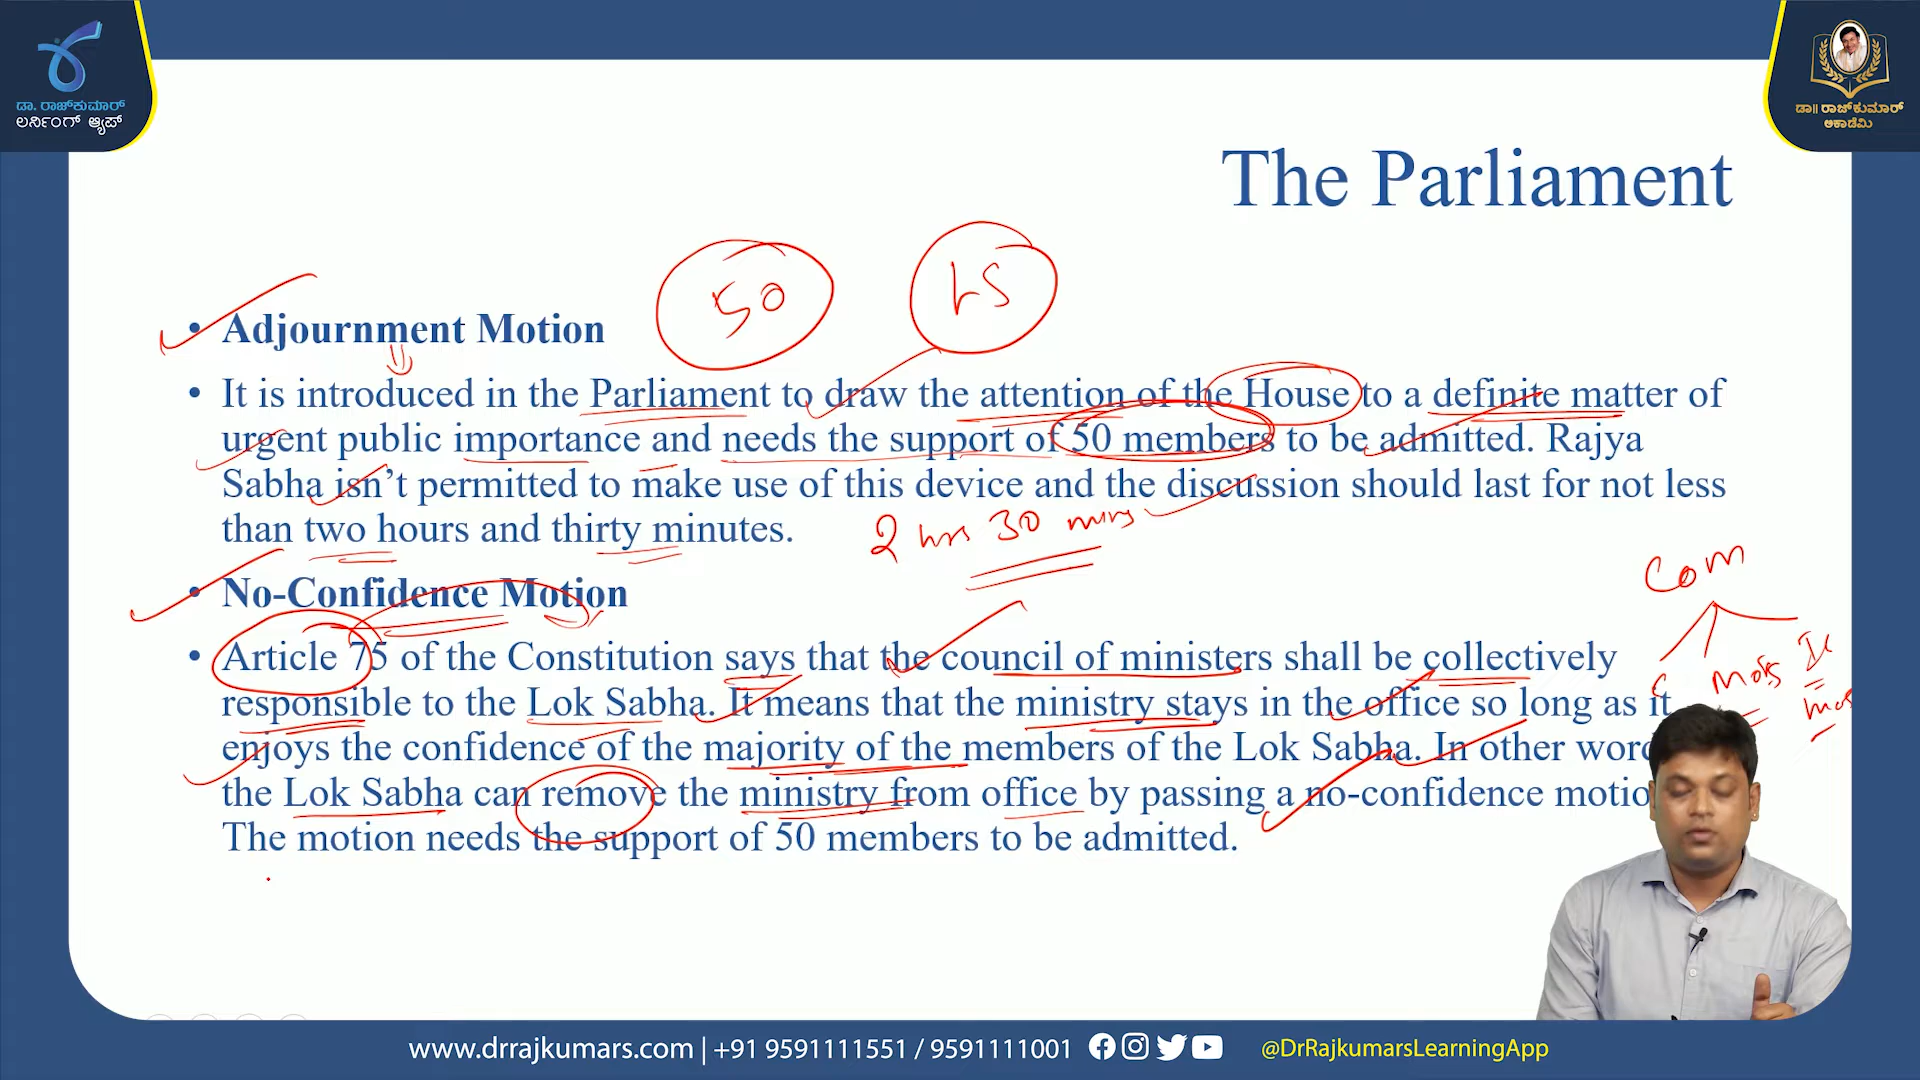 ಡಾ. ರಾಜ್‌ಕುಮಾರ್
ಲರ್ನಿಂಗ್ ಆ್ಯಪ್
ಡಾ|| ರಾಜ್‌ಕುಮಾರ್
ಅಕಾಡೆಮಿ
The Parliament
50
LS
• Adjournment Motion
• It is introduced in the Parliament to draw the attention of the House to a definite matter of
urgent public importance and needs the support of 50 members to be admitted. Rajya
Sabha isn’t permitted to make use of this device and the discussion should last for not less
than two hours and thirty minutes.
2 hrs 30 mins
• No-Confidence Motion
Com
• Article 75 of the Constitution says that the council of ministers shall be collectively
responsible to the Lok Sabha. It means that the ministry stays in the office so long as it
enjoys the confidence of the majority of the members of the Lok Sabha. In other
the Lok Sabha can remove the ministry from office by passing a no-confidence
The motion needs the support of 50 members to be admitted.
C
MoS
www.drrajkumars.com | +91 9591111551 / 9591111001
@DrRajkumarsLearningApp